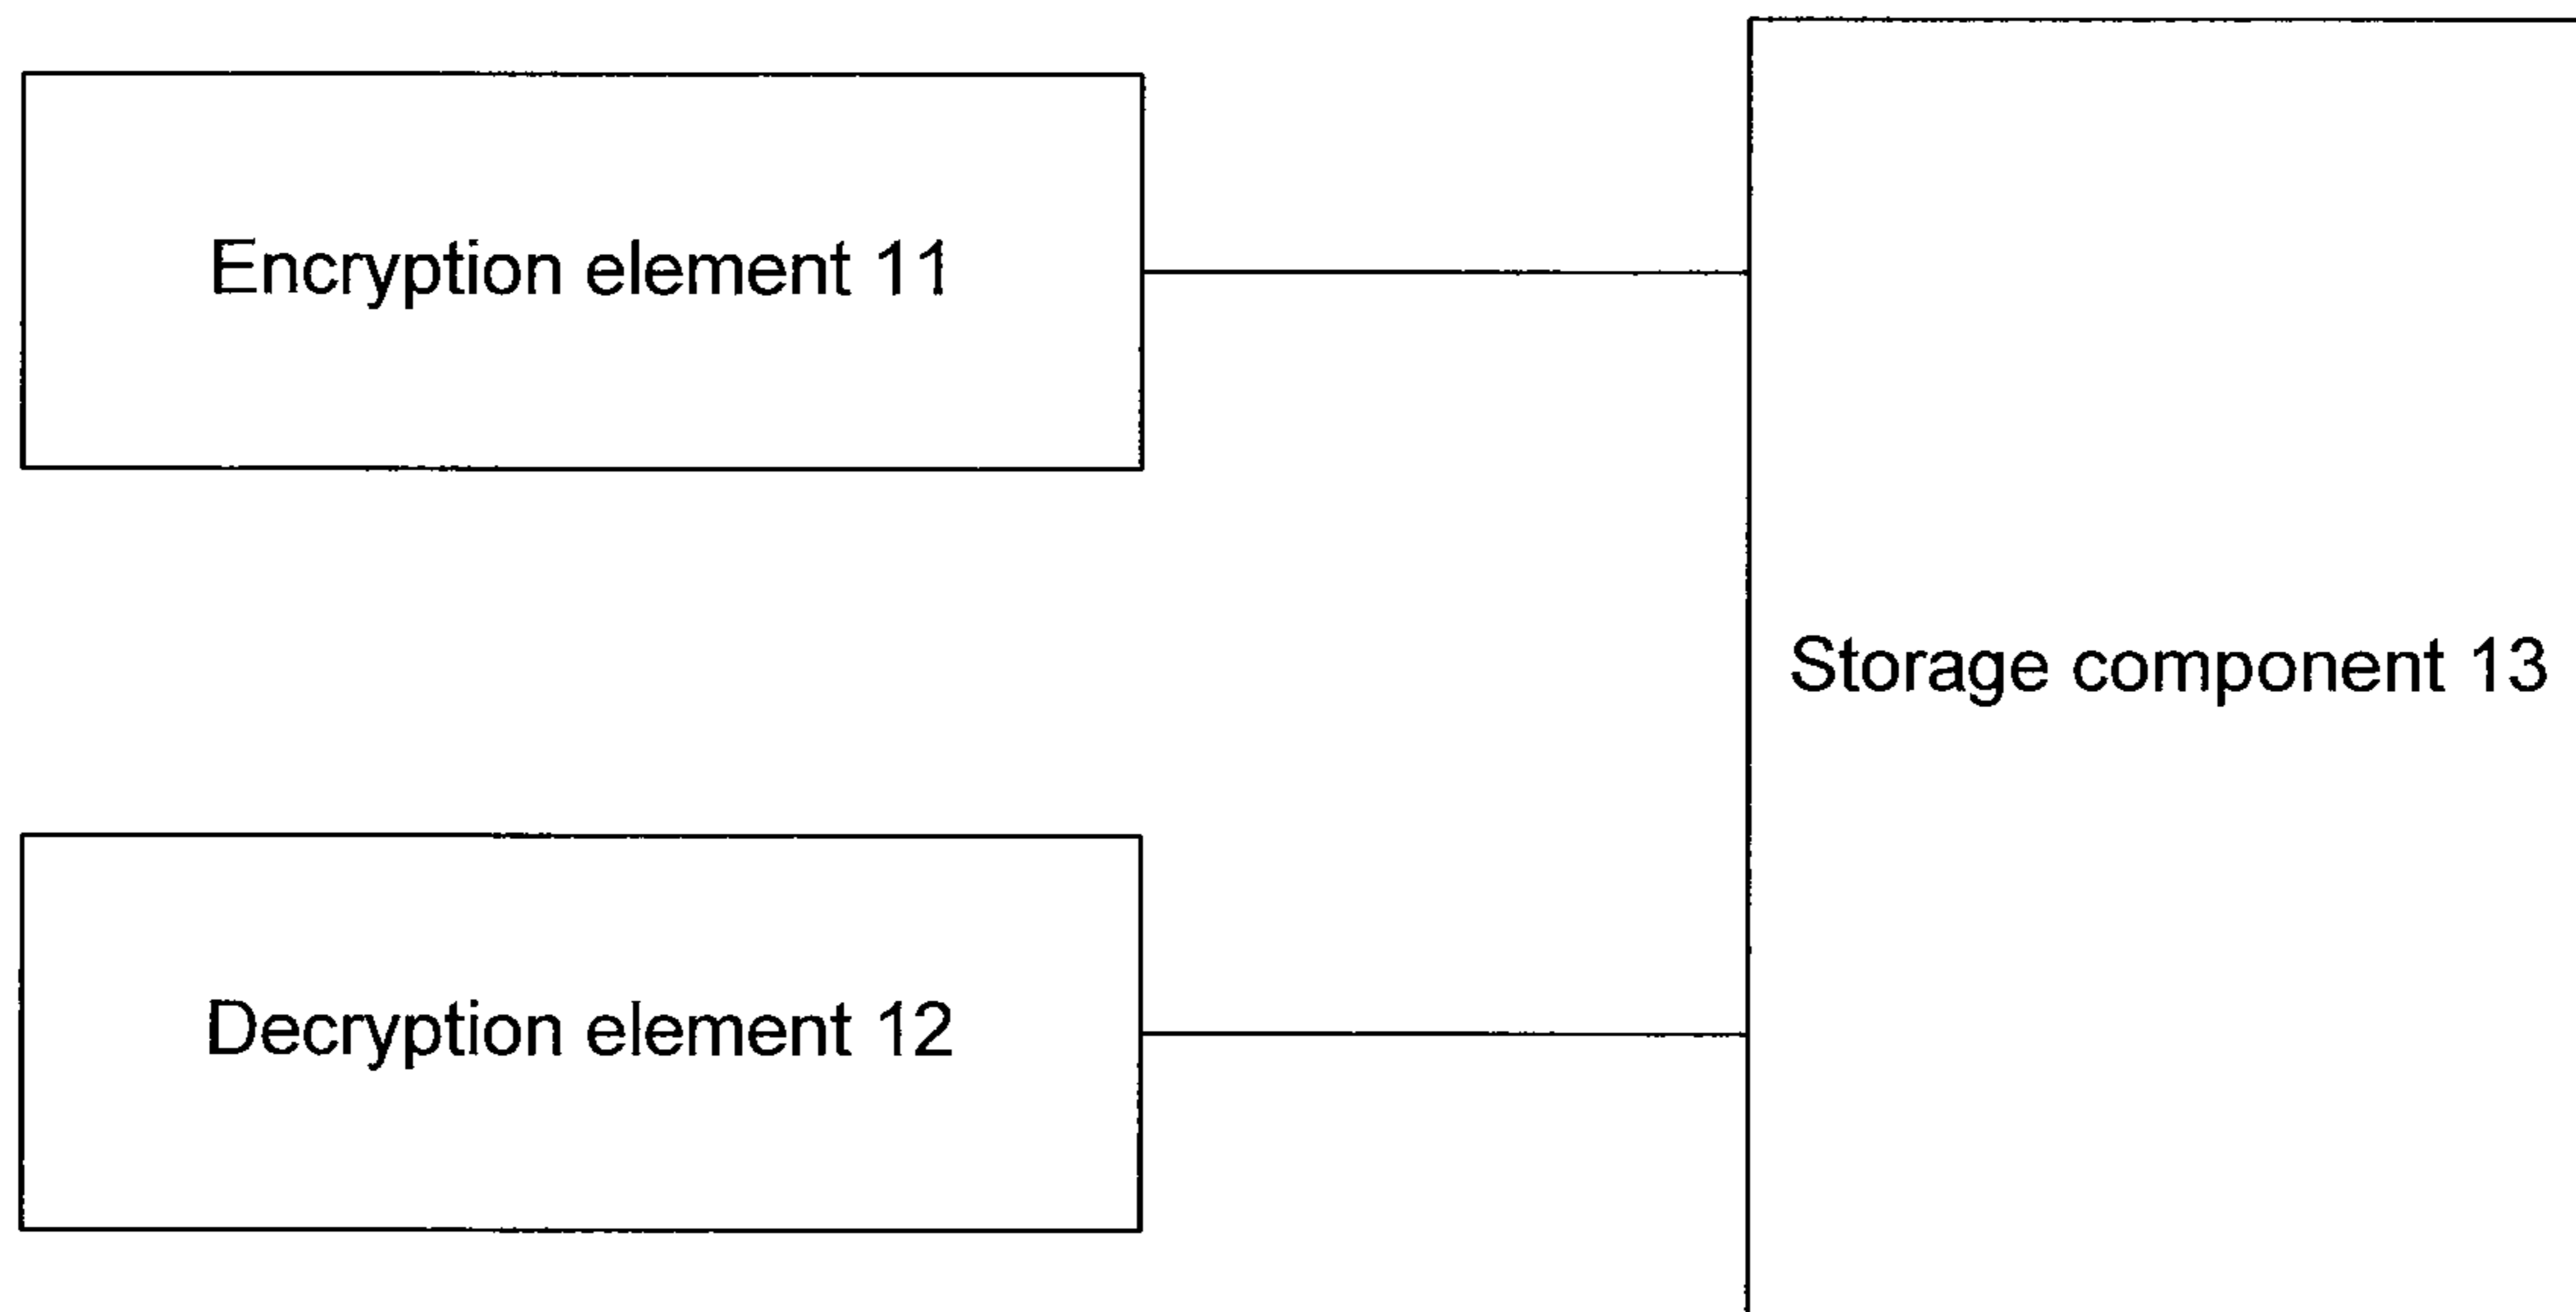 Encryption element 11
Storage component 13
Decryption element 12